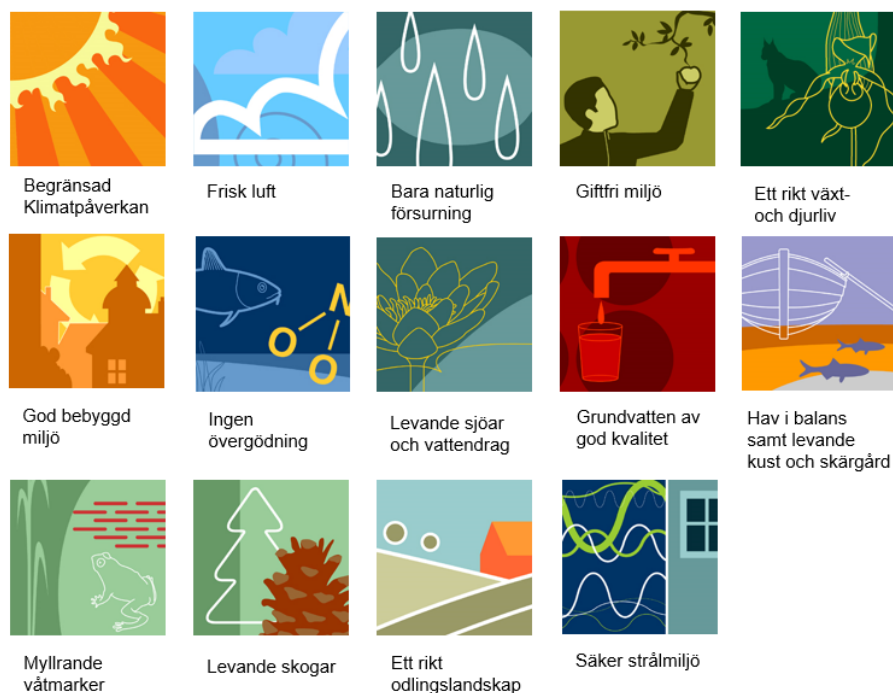 Begränsad
Klimatpåverkan
Frisk luft
Bara naturlig
försurning
Giftfri miljö
Ett rikt växt-
och djurliv
N
O
O
God bebyggd
miljö
Ingen
övergödning
Levande sjöar
och vattendrag
Grundvatten av
god kvalitet
Hav i balans
samt levande
kust och skärgård
Myllrande
våtmarker
Levande skogar
Ett rikt
odlingslandskap
Säker strålmiljö